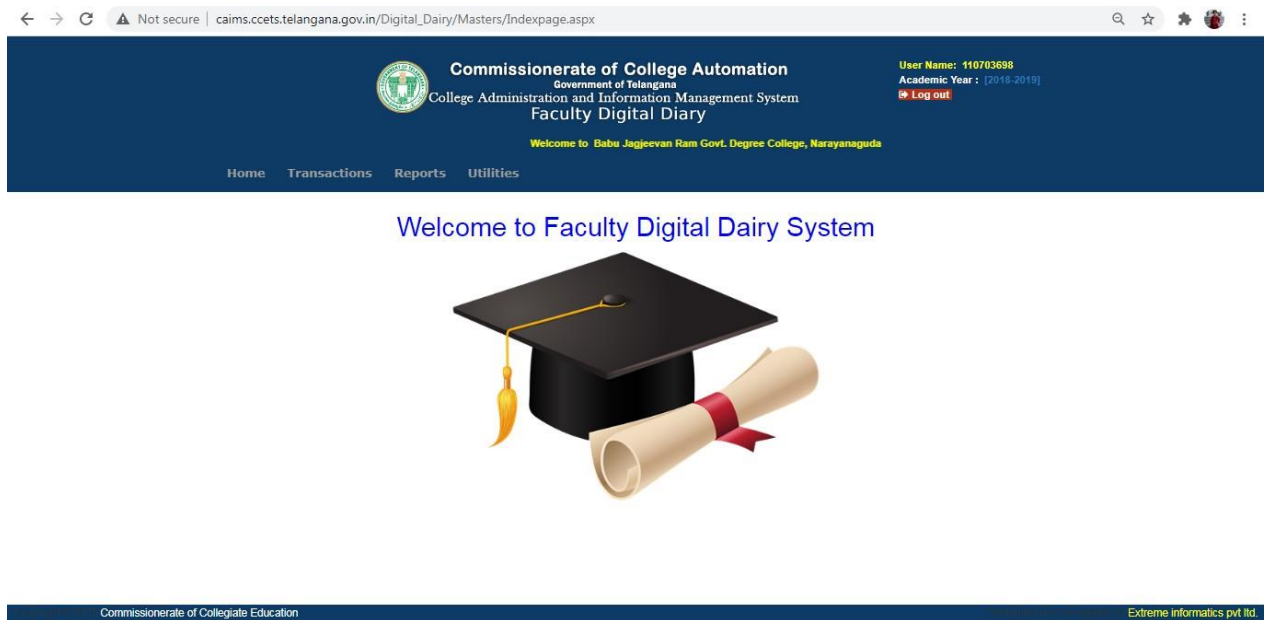 Not secure | caims.ccets.telangana.gov.in/Digital_Dairy/Masters/Indexpage.aspx
Commissionerate of College Automation
Government of Telangana
College Administration and Information Management System
Faculty Digital Diary
User Name: 110703698
Academic Year : [2018-2019]
Log out
Welcome to Babu Jagjeevan Ram Govt. Degree College, Narayanaguda
Home Transactions Reports Utilities
Welcome to Faculty Digital Dairy System
Commissionerate of Collegiate Education
Extreme informatics pvt ltd.